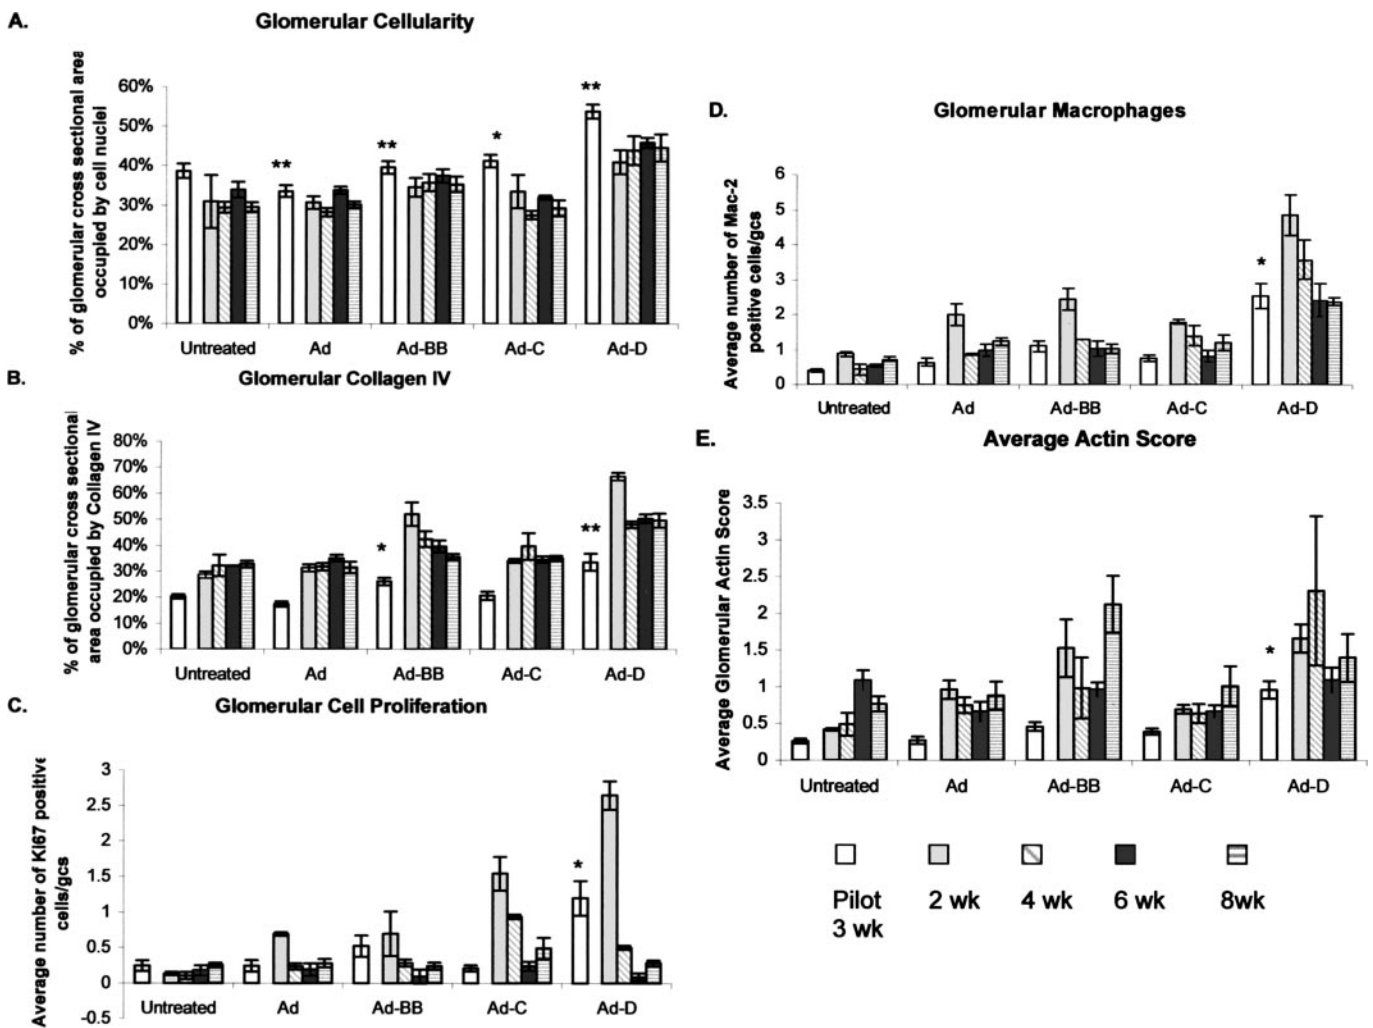 A.
Glomerular Cellularity
% of glomerular cross sectional area
occupied by cell nuclei
60%
50%
40%
30%
20%
10%
0%
**
**
*
**
Untreated Ad Ad-BB Ad-C Ad-D
B.
Glomerular Collagen IV
% of glomerular cross sectional
area occupied by Collagen IV
80%
70%
60%
50%
40%
30%
20%
10%
0%
*
**
Untreated Ad Ad-BB Ad-C Ad-D
C.
Glomerular Cell Proliferation
Average number of Ki67 positive
cells/gcs
3
2.5
2
1.5
1
0.5
0
-0.5
*
Untreated Ad Ad-BB Ad-C Ad-D
D.
Glomerular Macrophages
Average number of Mac-2
positive cells/gcs
6
5
4
3
2
1
0
*
Untreated Ad Ad-BB Ad-C Ad-D
E.
Average Actin Score
Average Glomerular Actin Score
3.5
3
2.5
2
1.5
1
0.5
0
*
Untreated Ad Ad-BB Ad-C Ad-D
Pilot
3 wk
2 wk
4 wk
6 wk
8wk